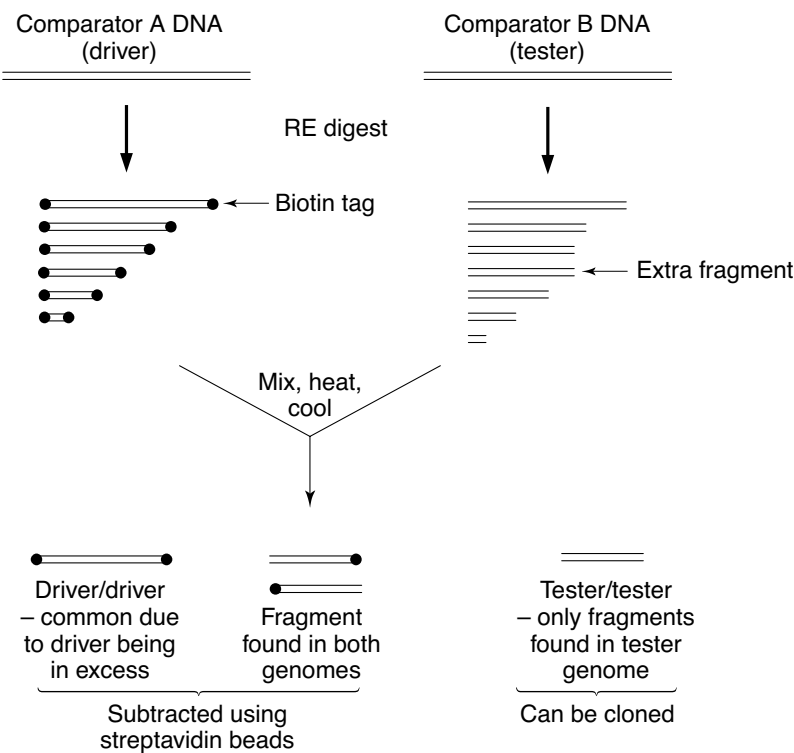 Comparator A DNA
(driver)
Comparator B DNA
(tester)
RE digest
Biotin tag
Extra fragment
Mix, heat,
cool
Driver/driver
– common due
to driver being
in excess
Fragment
found in both
genomes
Tester/tester
– only fragments
found in tester
genome
Subtracted using
streptavidin beads
Can be cloned